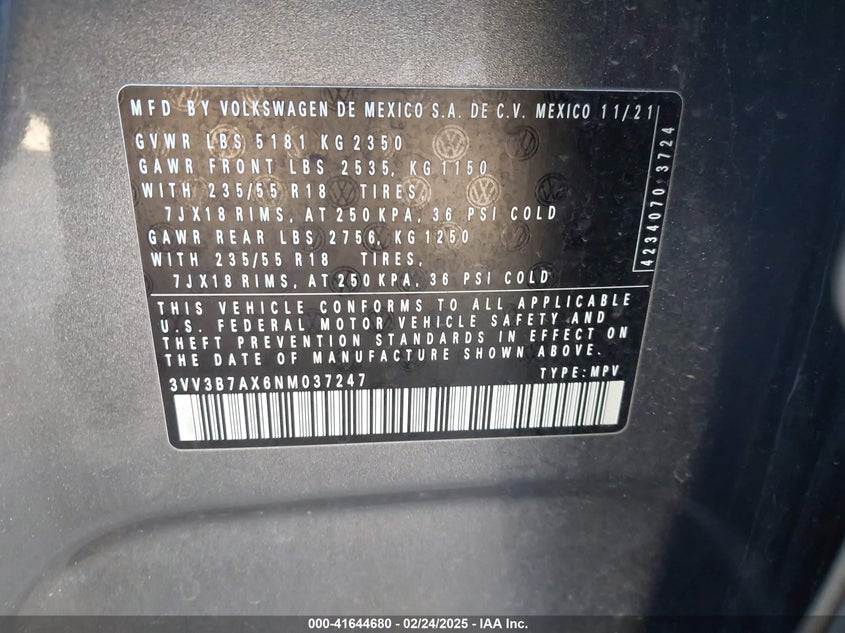 MFD BY VOLKSWAGEN DE MEXICO S.A. DE C.V. MEXICO 11/21
GVWR LBS 5181 KG 2350
GAWR FRONT LBS 2535, KG 1150
WITH 235/55 R18 TIRES,
7JX18 RIMS, AT 250 KPA, 36 PSI COLD
GAWR REAR LBS 2756, KG 1250
WITH 235/55 R18 TIRES,
7JX18 RIMS, AT 250 KPA, 36 PSI COLD
4234070 3724
THIS VEHICLE CONFORMS TO ALL APPLICABLE
U.S. FEDERAL MOTOR VEHICLE SAFETY AND
THEFT PREVENTION STANDARDS IN EFFECT ON
THE DATE OF MANUFACTURE SHOWN ABOVE.
3VV3B7AX6NM037247 TYPE: MPV
000-41644680 - 02/24/2025 - IAA Inc.